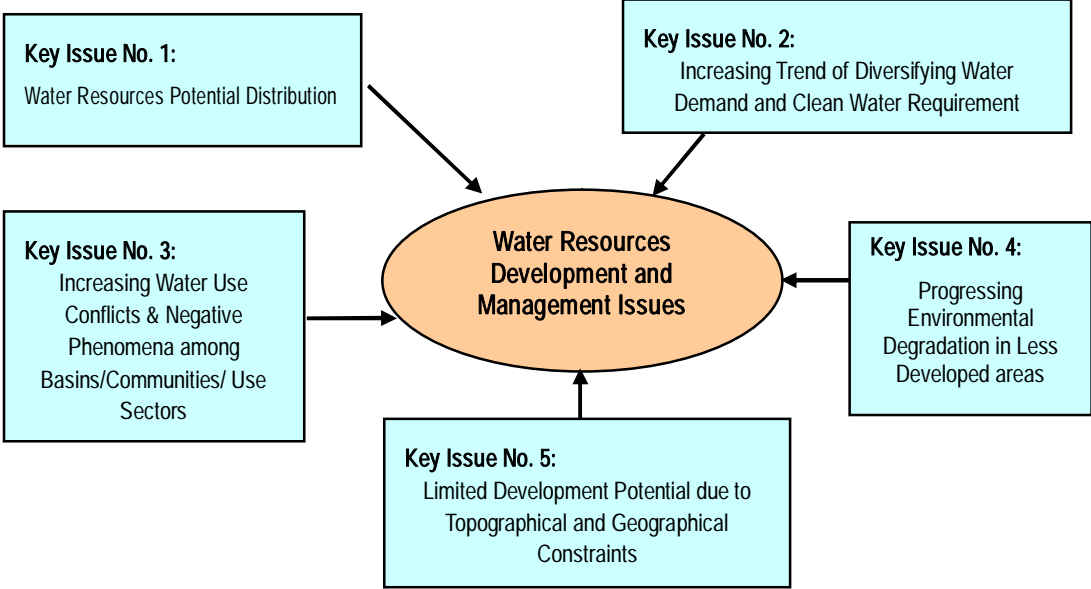 Key Issue No. 1:
Water Resources Potential Distribution
Key Issue No. 2:
Increasing Trend of Diversifying Water
Demand and Clean Water Requirement
Key Issue No. 3:
Increasing Water Use
Conflicts & Negative
Phenomena among
Basins/Communities/ Use
Sectors
Water Resources
Development and
Management Issues
Key Issue No. 4:
Progressing
Environmental
Degradation in Less
Developed areas
Key Issue No. 5:
Limited Development Potential due to
Topographical and Geographical
Constraints